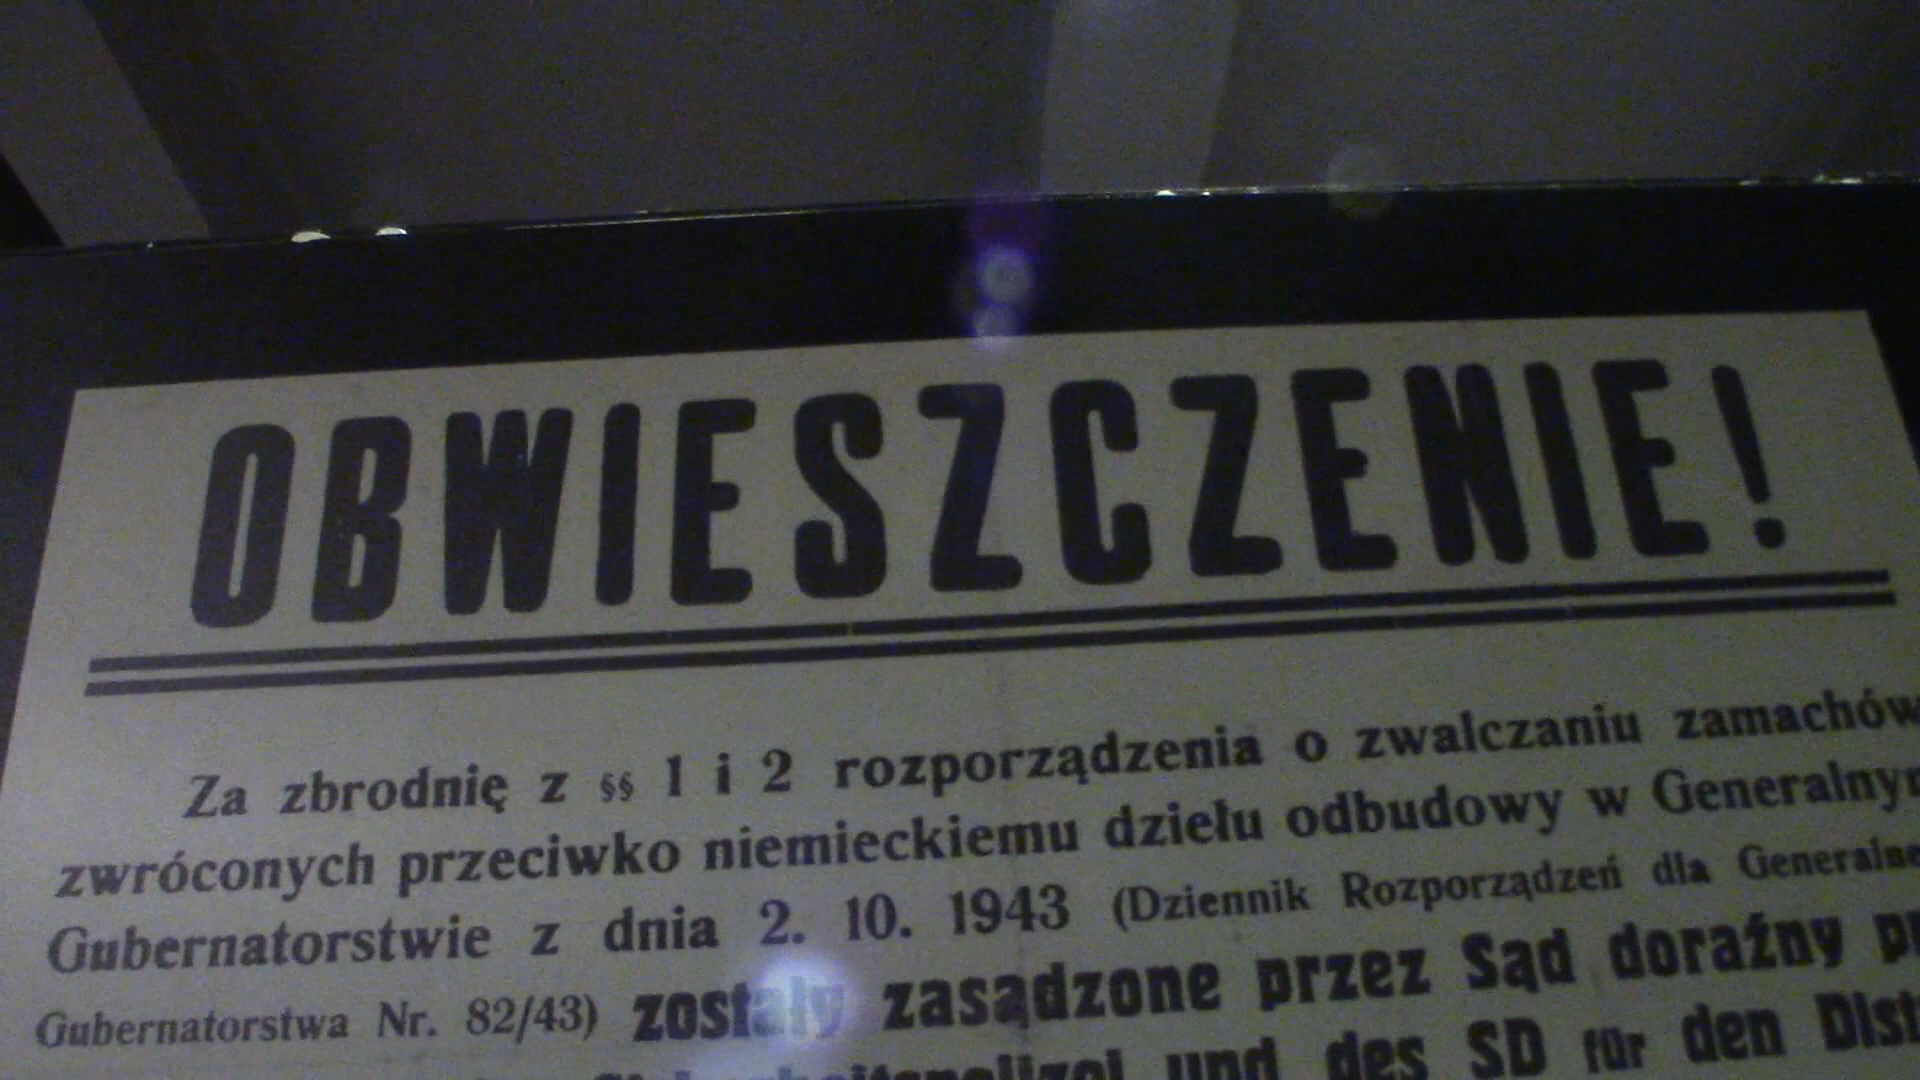 OBWIESZCZENIE!
Za zbrodnię z §§ 1 i 2 rozporządzenia o zwalczaniu zamachów
zwróconych przeciwko niemieckiemu dziełu odbudowy w Generalnym
Gubernatorstwie z dnia 2. 10. 1943 (Dziennik Rozporządzeń dla Generalne
Gubernatorstwa Nr. 82/43) zostały zasądzone przez Sąd doraźny
und des SD für den